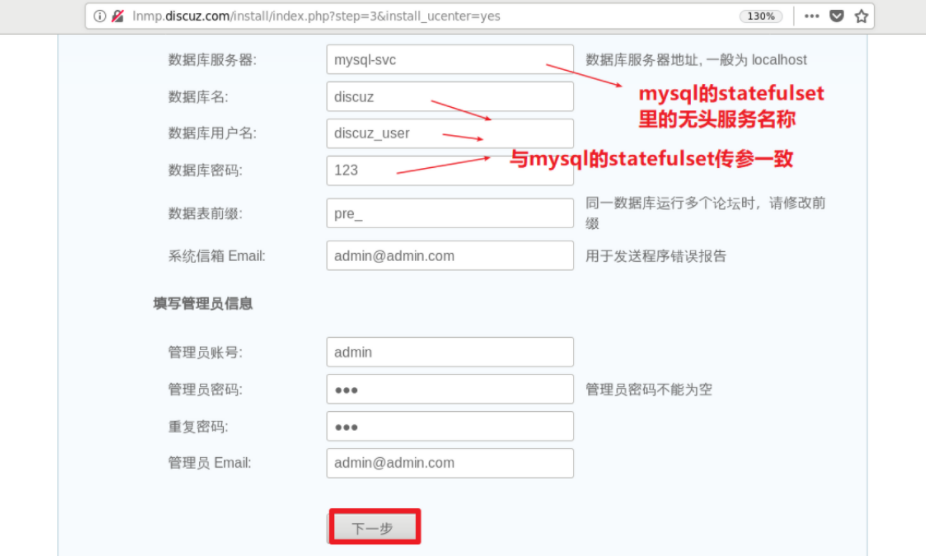 lnmp.discuz.com/install/index.php?step=3&install_ucenter=yes 130%
数据库服务器: mysql-svc 数据库服务器地址, 一般为 localhost
mysql的statefulset
里的无头服务名称
数据库名: discuz
数据库用户名: discuz_user
与mysql的statefulset传参一致
数据库密码: 123
数据表前缀: pre_ 同一数据库运行多个论坛时，请修改前
缀
系统信箱 Email: admin@admin.com 用于发送程序错误报告
填写管理员信息
管理员账号: admin
管理员密码: ●●● 管理员密码不能为空
重复密码: ●●●
管理员 Email: admin@admin.com
下一步